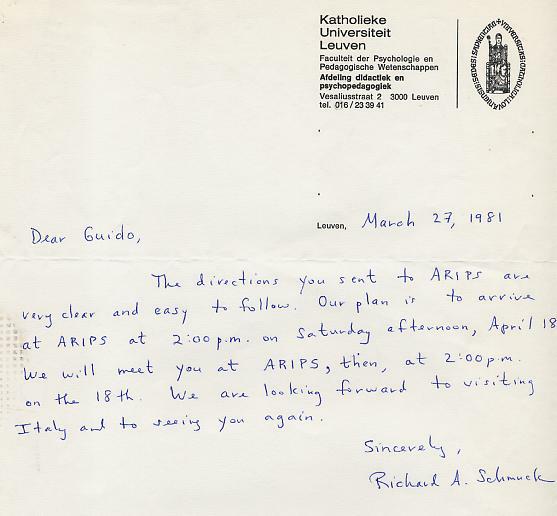 Katholieke
Universiteit
Leuven
Faculteit der Psychologie en
Pedagogische Wetenschappen
Afdeling didactiek en
psychopedagogiek
Vesaliusstraat 2 3000 Leuven
tel. 016/23 39 41
Leuven, March 27, 1981
Dear Guido,
The directions you sent to ARIPS are
very clear and easy to follow. Our plan is to arrive
at ARIPS at 2:00 p.m. on Saturday afternoon, April 18
We will meet you at ARIPS, then, at 2:00 p.m.
on the 18th. We are looking forward to visiting
Italy and to seeing you again.
Sincerely,
Richard A. Schmuck